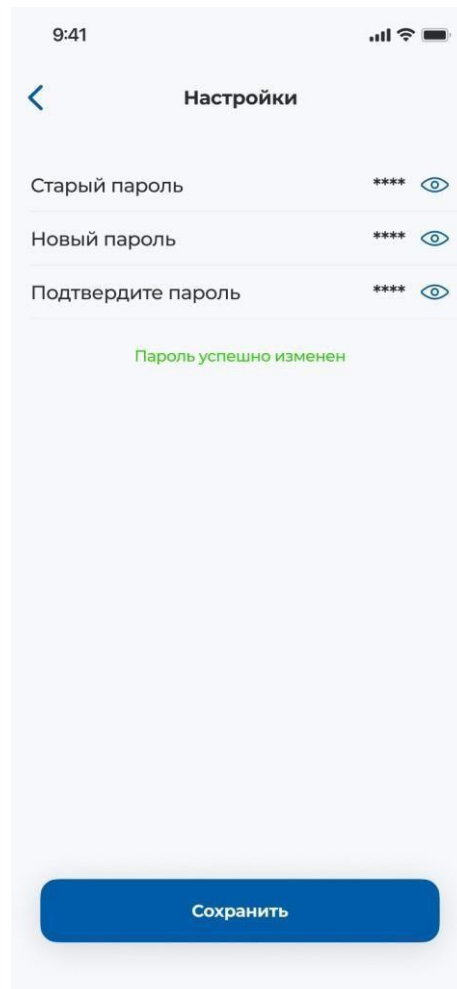 9:41
Настройки
Старый пароль ****
Новый пароль ****
Подтвердите пароль ****
Пароль успешно изменен
Сохранить